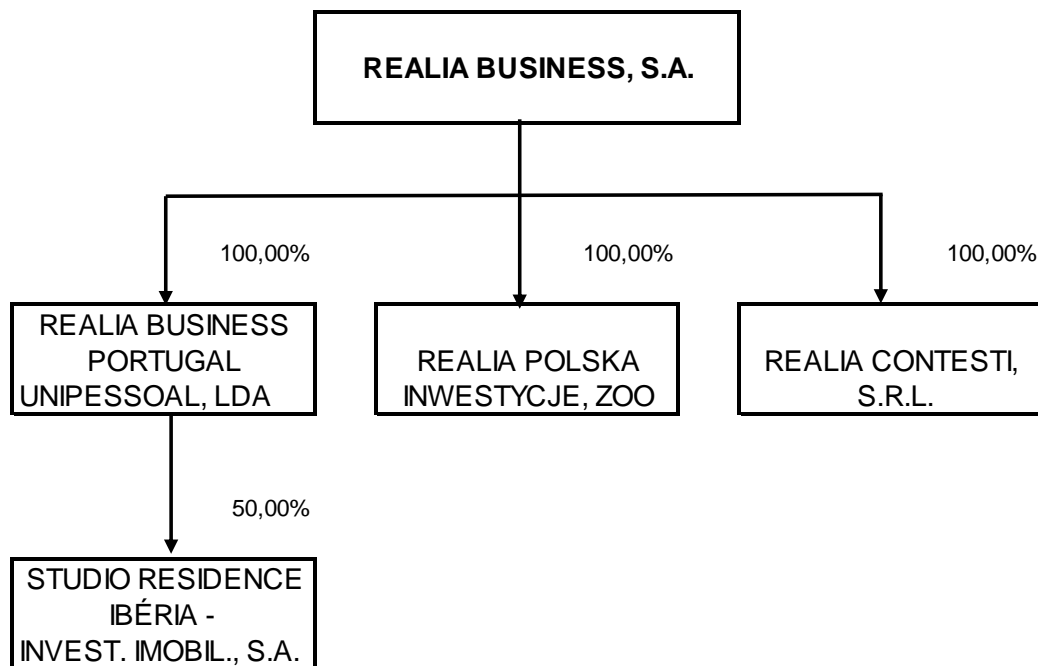 REALIA BUSINESS, S.A.
100,00%
100,00%
100,00%
REALIA BUSINESS
PORTUGAL
UNIPESSOAL, LDA
REALIA POLSKA
INWESTYCJE, ZOO
REALIA CONTESTI,
S.R.L.
50,00%
STUDIO RESIDENCE
IBÉRIA -
INVEST. IMOBIL., S.A.